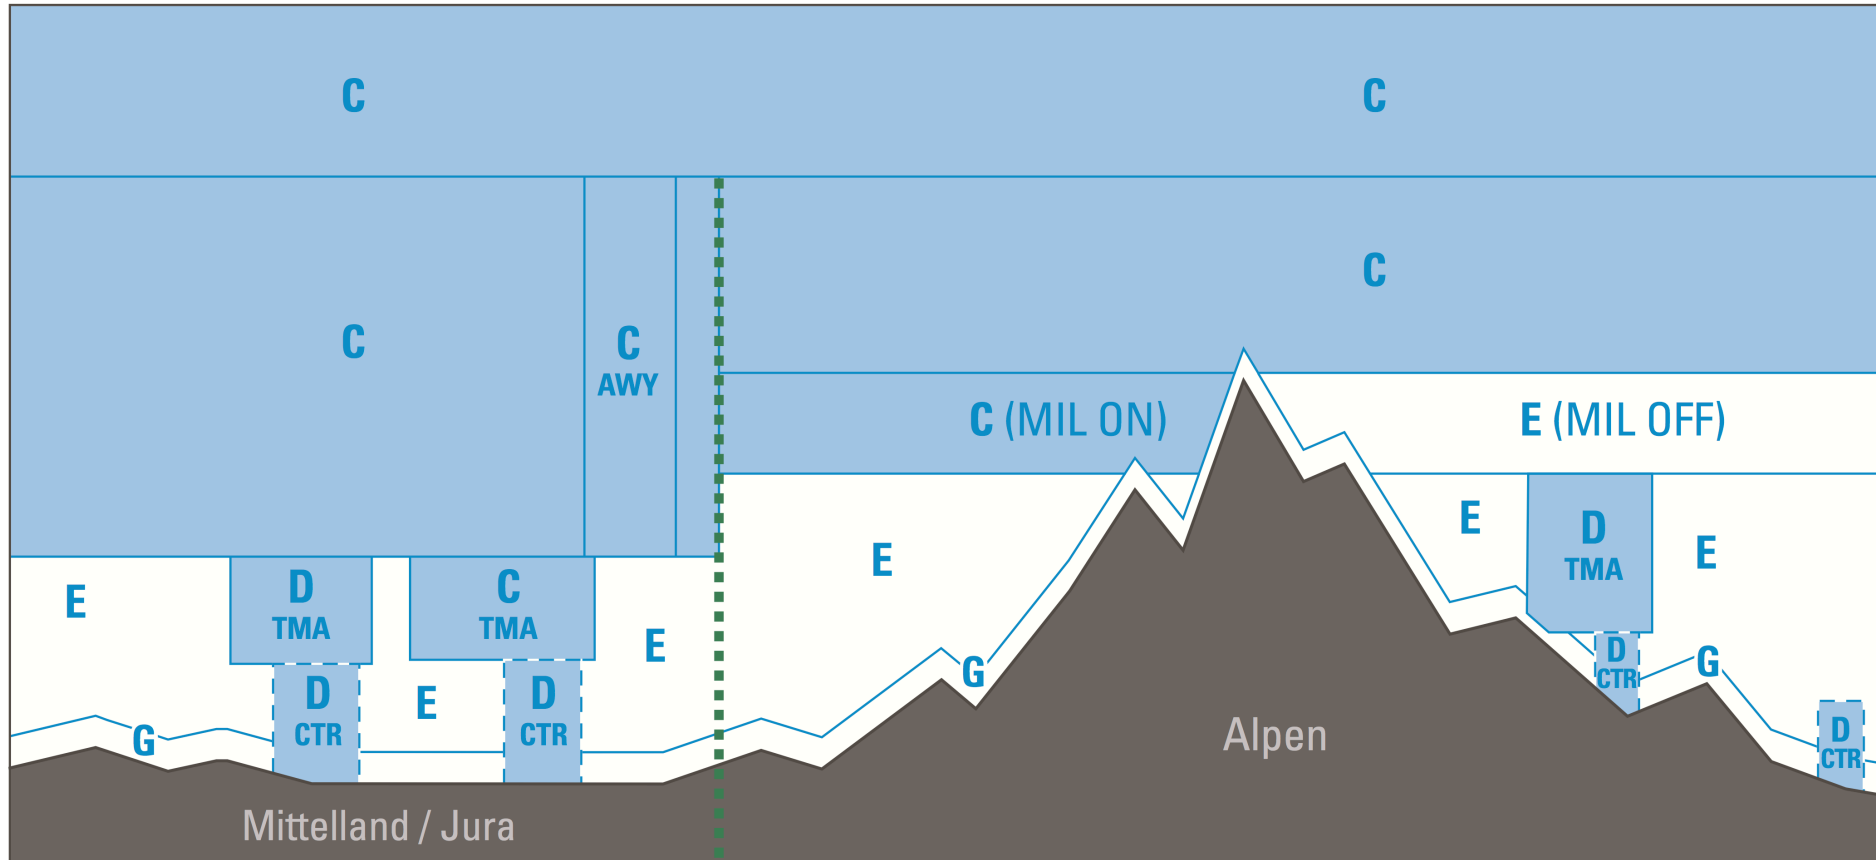 C
C
C
C
C
AWY
C (MIL ON)
E (MIL OFF)
E
D
TMA
C
TMA
E
E
E
D
TMA
E
D
CTR
E
D
CTR
G
G
D
CTR
G
D
CTR
Alpen
Mittelland / Jura